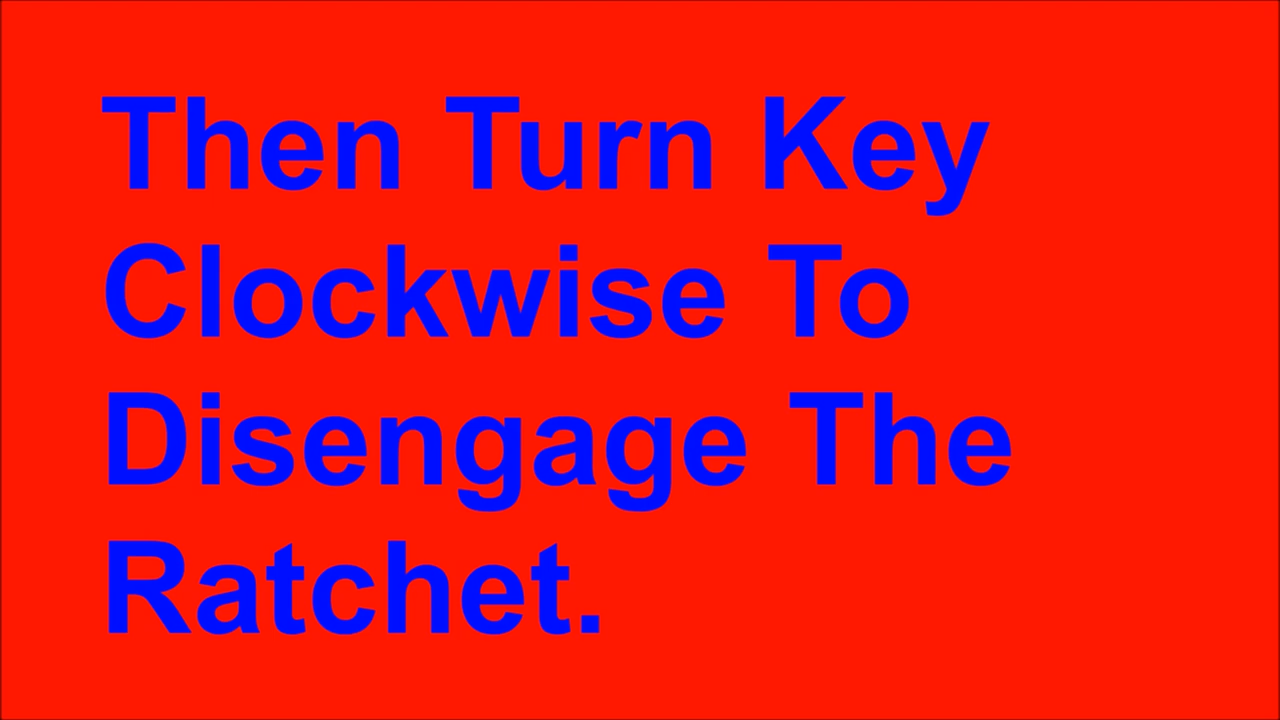 Then Turn Key
Clockwise To
Disengage The
Ratchet.